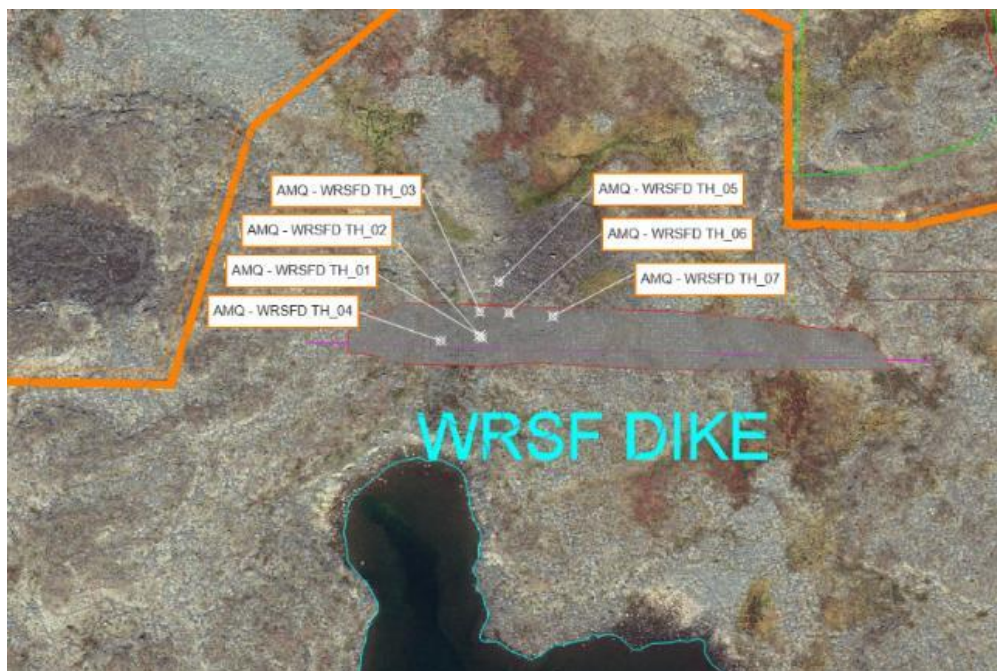 AMQ - WRSFD TH_03
AMQ - WRSFD TH_05
AMQ - WRSFD TH_02
AMQ - WRSFD TH_06
AMQ - WRSFD TH_01
AMQ - WRSFD TH_07
AMQ - WRSFD TH_04
WRSF DIKE